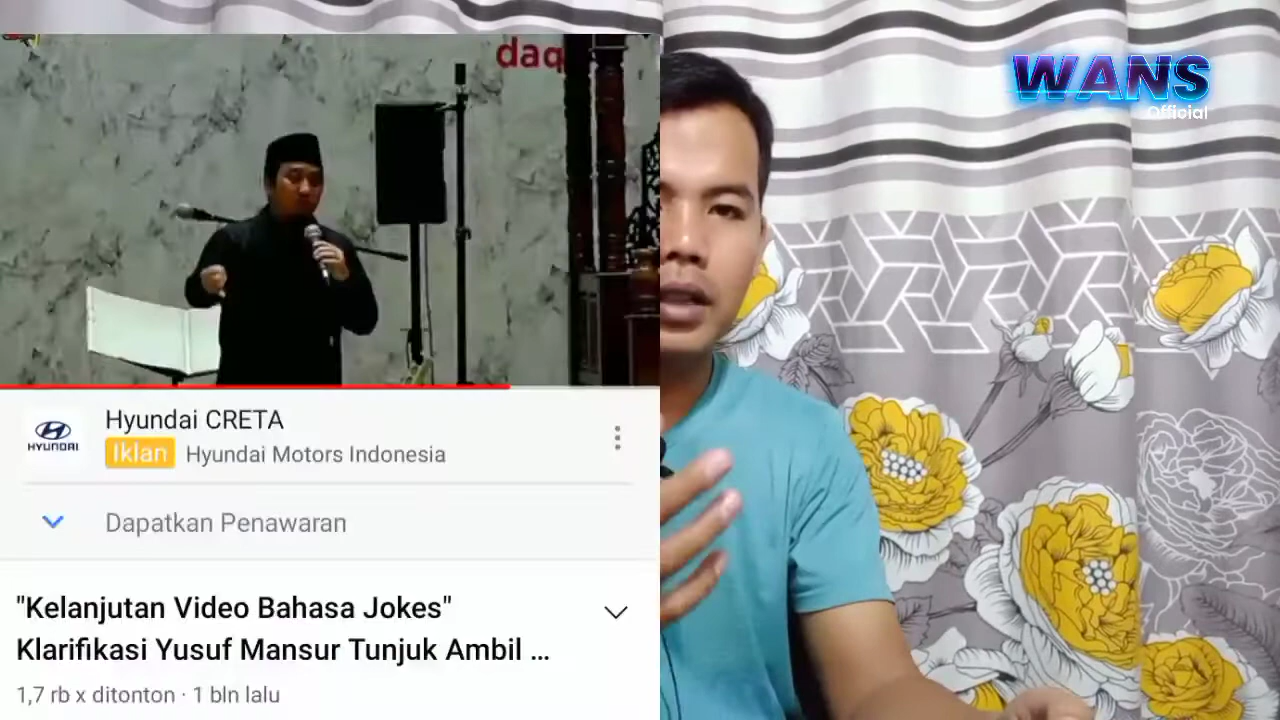 daq
WANS
Official
HYUNDAI
Hyundai CRETA
Iklan Hyundai Motors Indonesia
Dapatkan Penawaran
"Kelanjutan Video Bahasa Jokes"
Klarifikasi Yusuf Mansur Tunjuk Ambil ...
1,7 rb x ditonton · 1 bln lalu